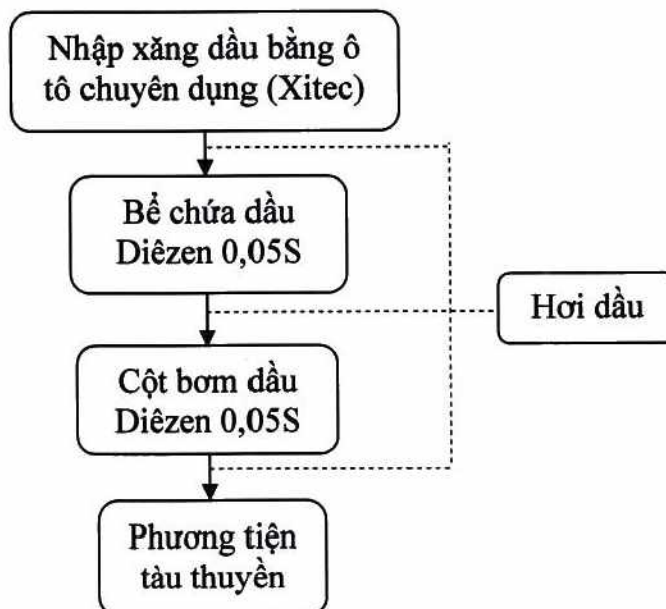 Nhập xăng dầu bằng ô
tô chuyên dụng (Xitec)
Bể chứa dầu
Diêzen 0,05S
Hơi dầu
Cột bơm dầu
Diêzen 0,05S
Phương tiện
tàu thuyền